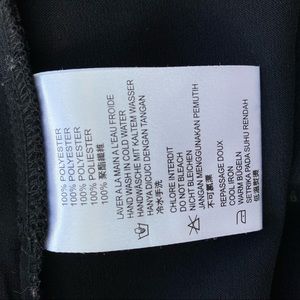 100% POLYESTER
100% POLYESTER
100% POLYESTER
100% POLIESTER
100% 聚酯纖維
LAVER A LA MAIN A L'EAU FROIDE
HAND WASH IN COLD WATER
HANDWÄSCHE MIT KALTEM WASSER
HANYA DICUCI DENGAN TANGAN
冷水手洗
CHLORE INTERDIT
DO NOT BLEACH
NICHT BLEICHEN
JANGAN MENGGUNAKAN PEMUTIH
不可氯漂
REPASSAGE DOUX
COOL IRON
WARM BÜGELN
SETRIKA PADA SUHU RENDAH
低溫熨燙